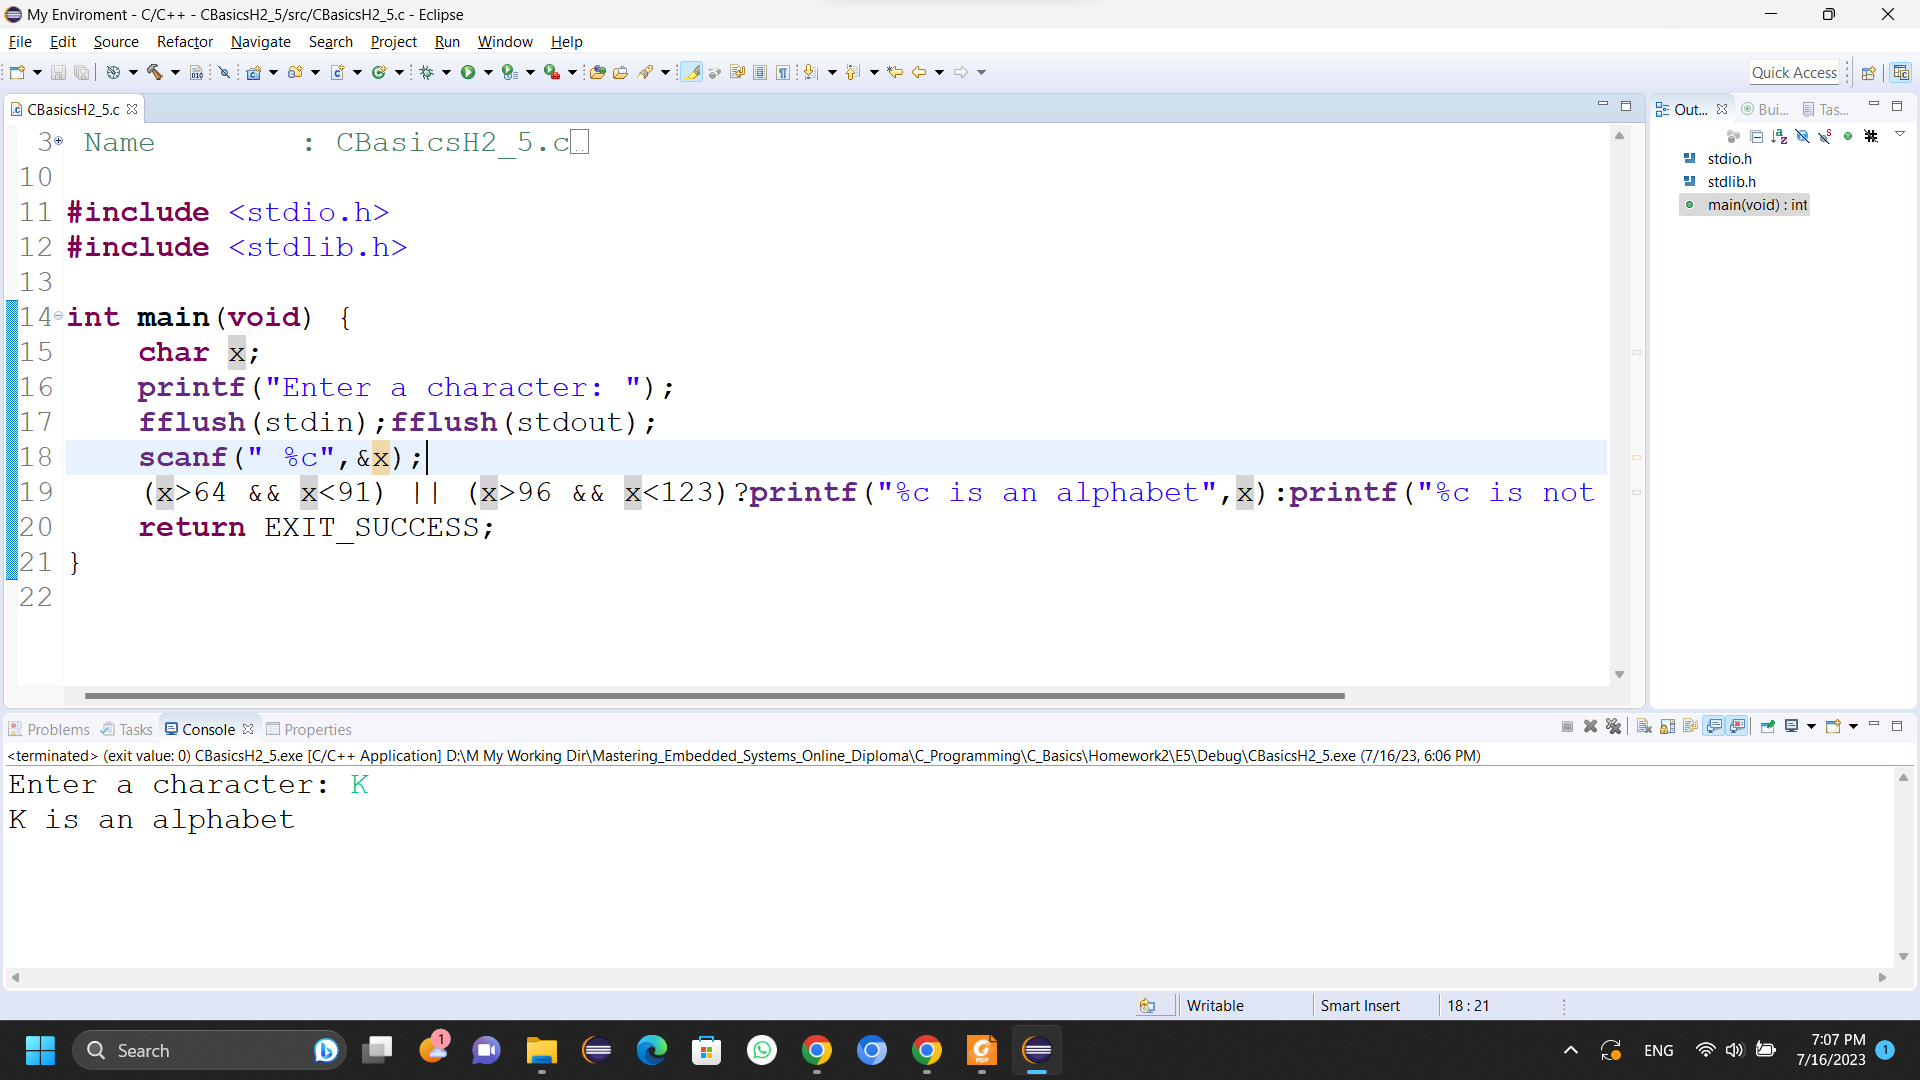 My Enviroment - C/C++ - CBasicsH2_5/src/CBasicsH2_5.c - Eclipse
File Edit Source Refactor Navigate Search Project Run Window Help
Quick Access
CBasicsH2_5.c
Out... Bui... Tas...
3 Name : CBasicsH2_5.c
10
11 #include <stdio.h>
12 #include <stdlib.h>
13
14 int main(void) {
15 char x;
16 printf("Enter a character: ");
17 fflush(stdin);fflush(stdout);
18 scanf(" %c",&x);
19 (x>64 && x<91) || (x>96 && x<123)?printf("%c is an alphabet",x):printf("%c is not
20 return EXIT_SUCCESS;
21 }
22
stdio.h
stdlib.h
main(void) : int
Problems Tasks Console Properties
<terminated> (exit value: 0) CBasicsH2_5.exe [C/C++ Application] D:\M My Working Dir\Mastering_Embedded_Systems_Online_Diploma\C_Programming\C_Basics\Homework2\E5\Debug\CBasicsH2_5.exe (7/16/23, 6:06 PM)
Enter a character: K
K is an alphabet
Writable Smart Insert 18 : 21
Search 1 ENG 7:07 PM
7/16/2023 1